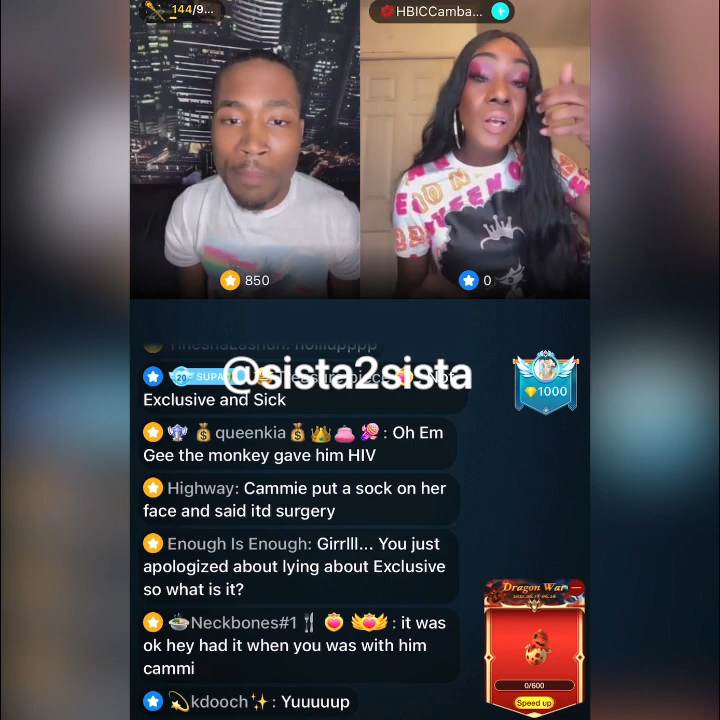 144/9...
HBICCamba...
850
0
@sista2sista
20 SUPA
Not
Exclusive and Sick
1000
queenkia : Oh Em
Gee the monkey gave him HIV
Highway: Cammie put a sock on her
face and said itd surgery
Enough Is Enough: Girrlll... You just
apologized about lying about Exclusive
so what is it?
Neckbones#1 : it was
ok hey had it when you was with him
cammi
kdooch : Yuuuuup
Dragon War
0/600
Speed up